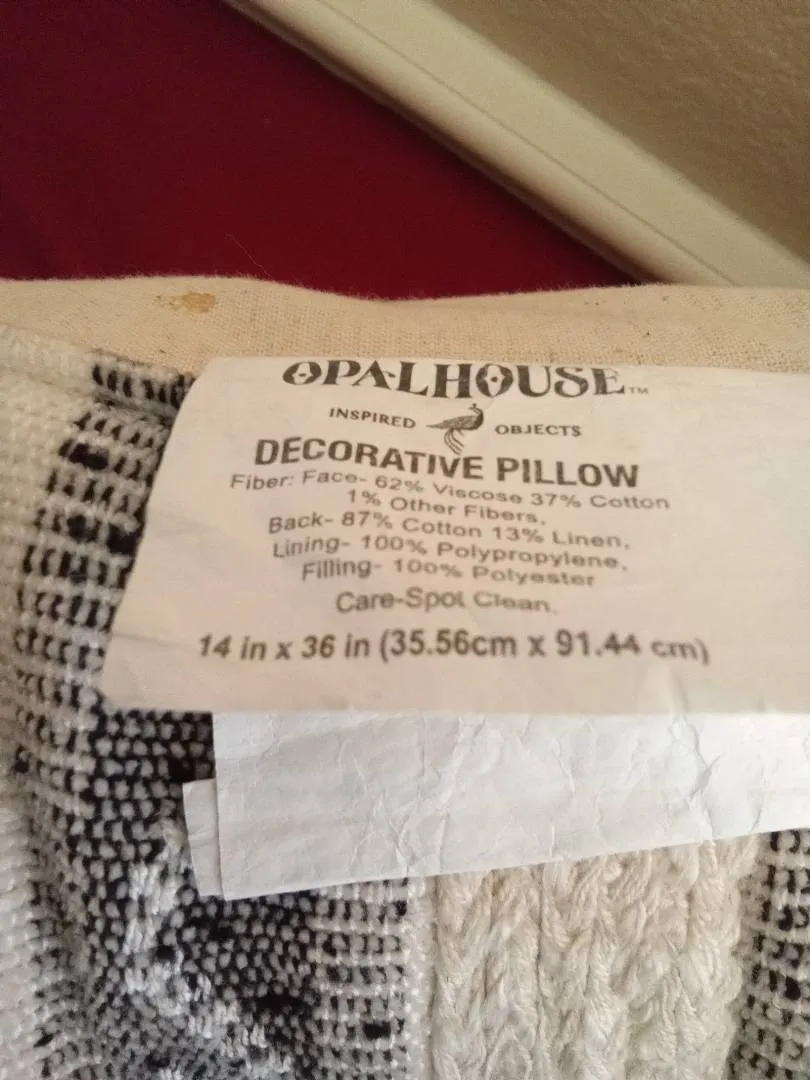 OPALHOUSE™
INSPIRED OBJECTS
DECORATIVE PILLOW
Fiber: Face- 62% Viscose 37% Cotton
1% Other Fibers,
Back- 87% Cotton 13% Linen,
Lining- 100% Polypropylene,
Filling- 100% Polyester
Care-Spot Clean.
14 in x 36 in (35.56cm x 91.44 cm)